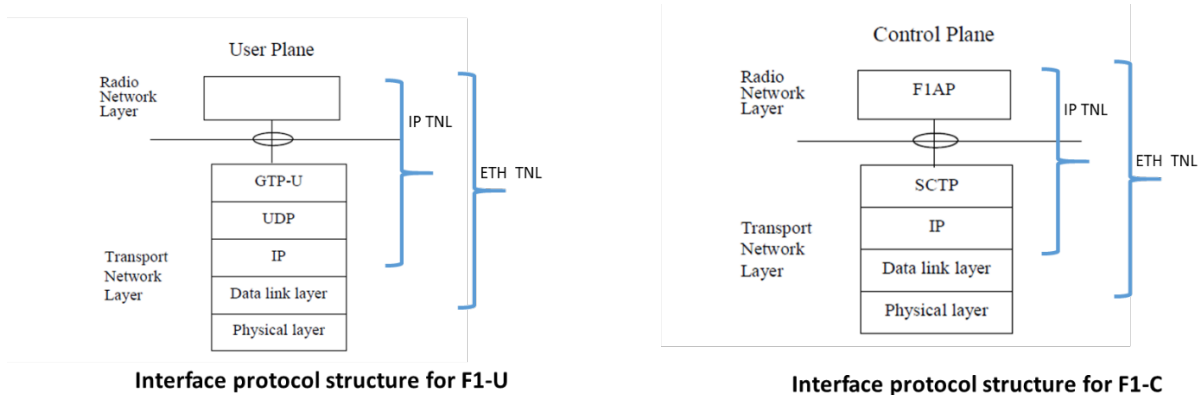 User Plane
Radio
Network
Layer
IP TNL
ETH TNL
GTP-U
UDP
IP
Data link layer
Physical layer
Transport
Network
Layer
Interface protocol structure for F1-U
Control Plane
Radio
Network
Layer
F1AP
IP TNL
ETH TNL
SCTP
IP
Data link layer
Physical layer
Transport
Network
Layer
Interface protocol structure for F1-C